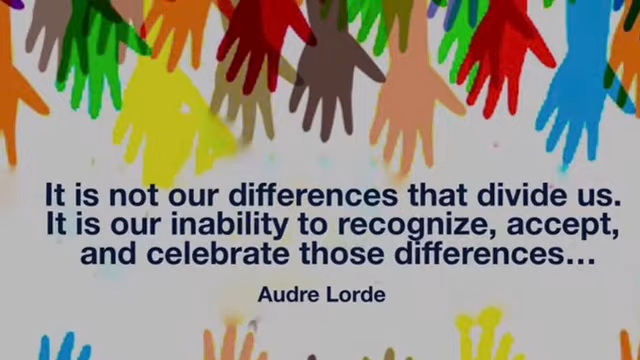 It is not our differences that divide us.
It is our inability to recognize, accept,
and celebrate those differences...
Audre Lorde